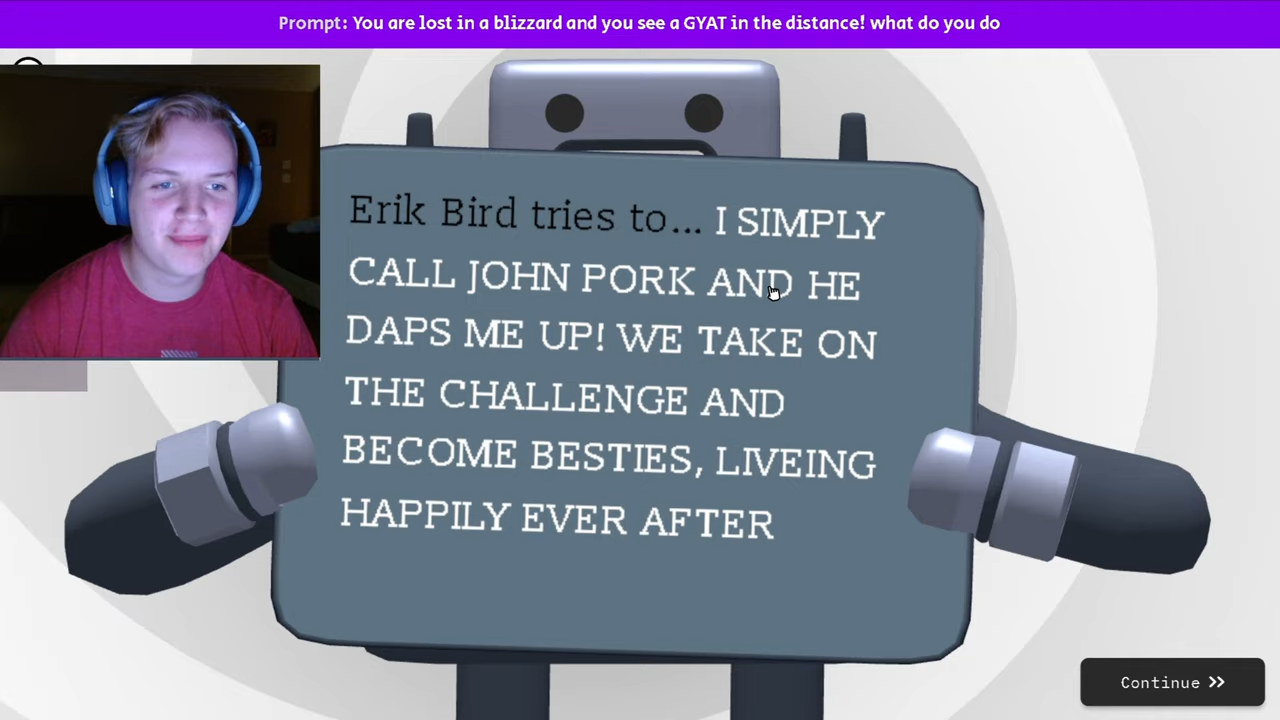 Prompt: You are lost in a blizzard and you see a GYAT in the distance! what do you do
Erik Bird tries to... I SIMPLY
CALL JOHN PORK AND HE
DAPS ME UP! WE TAKE ON
THE CHALLENGE AND
BECOME BESTIES, LIVEING
HAPPILY EVER AFTER
Continue